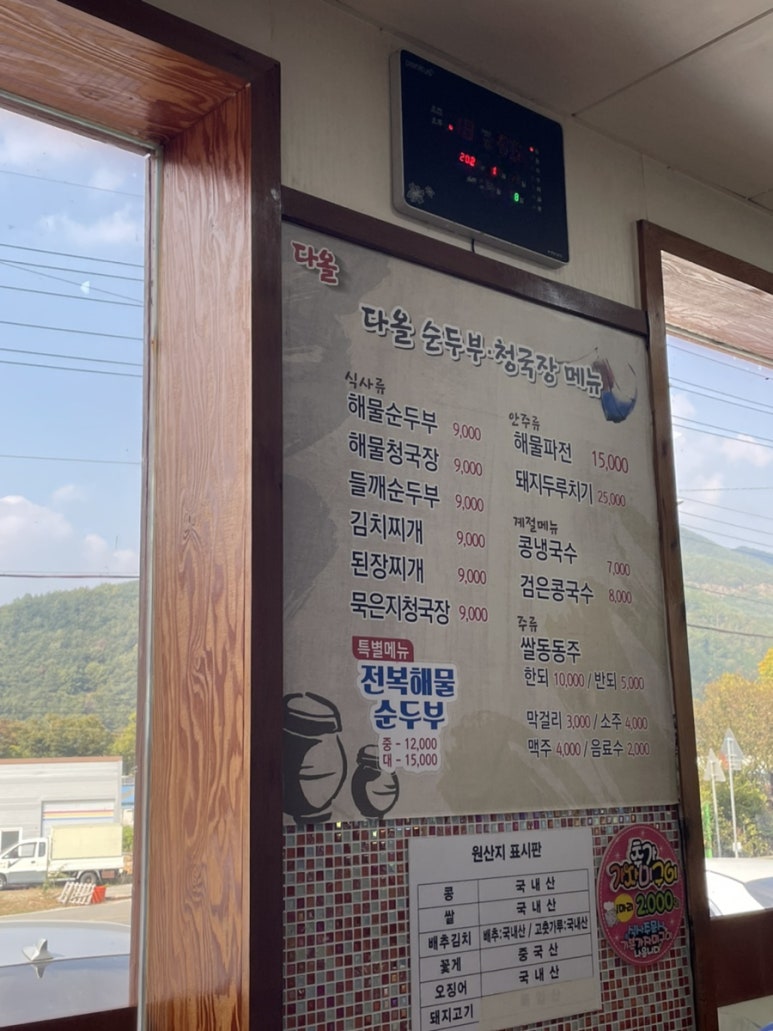 다올
다올 순두부·청국장 메뉴
식사류
해물순두부 9,000
해물청국장 9,000
들깨순두부 9,000
김치찌개 9,000
된장찌개 9,000
묵은지청국장 9,000
특별메뉴
전복해물
순두부
중 - 12,000
대 - 15,000
안주류
해물파전 15,000
돼지두루치기 25,000
계절메뉴
콩냉국수 7,000
검은콩국수 8,000
주류
쌀동동주
한되 10,000 / 반되 5,000
막걸리 3,000 / 소주 4,000
맥주 4,000 / 음료수 2,000
원산지 표시판
콩 국내산
쌀 국내산
배추김치 배추:국내산 / 고춧가루:국내산
꽃게 중국산
오징어 국내산
돼지고기
추가
1마리 2,000원